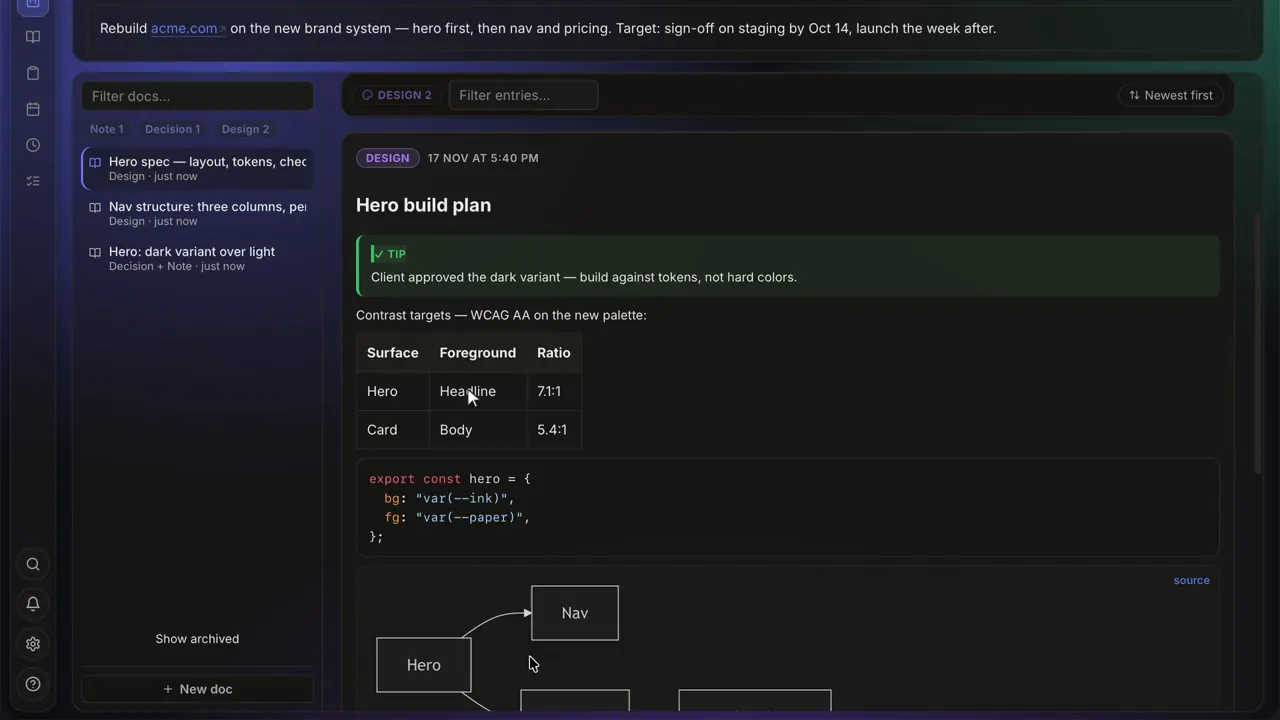 Rebuild acme.com↗ on the new brand system — hero first, then nav and pricing. Target: sign-off on staging by Oct 14, launch the week after.
Filter docs...
Note 1 Decision 1 Design 2
Hero spec — layout, tokens, chec
Design · just now
Nav structure: three columns, per
Design · just now
Hero: dark variant over light
Decision + Note · just now
Show archived
+ New doc
DESIGN 2
Filter entries...
Newest first
DESIGN 17 NOV AT 5:40 PM
Hero build plan
TIP
Client approved the dark variant — build against tokens, not hard colors.
Contrast targets — WCAG AA on the new palette:
Surface Foreground Ratio
Hero Headline 7.1:1
Card Body 5.4:1
export const hero = {
  bg: "var(--ink)",
  fg: "var(--paper)",
};
source
Nav
Hero